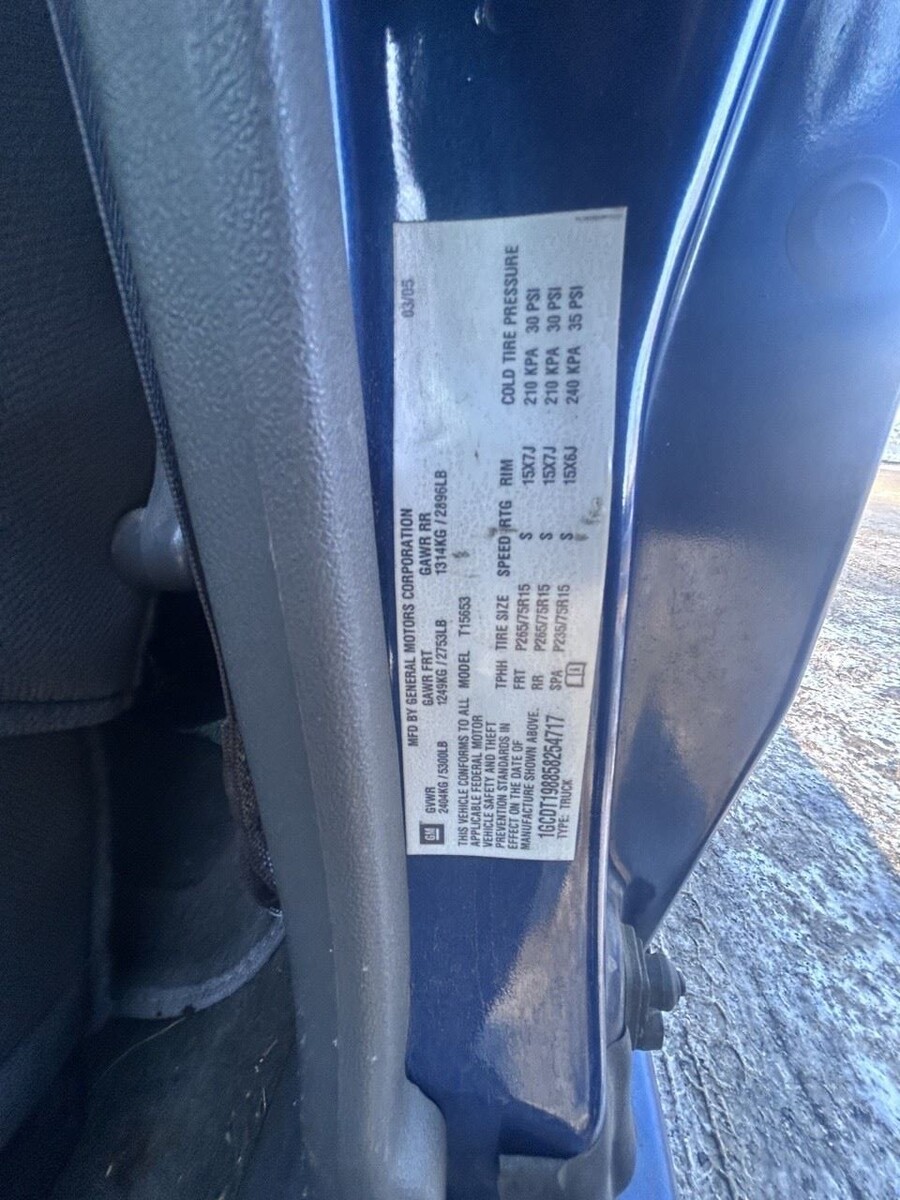 03/05
MFD BY GENERAL MOTORS CORPORATION
GVWR GAWR FRT GAWR RR
2404KG / 5300LB 1249KG / 2753LB 1314KG / 2896LB
GM
THIS VEHICLE CONFORMS TO ALL
APPLICABLE FEDERAL MOTOR
VEHICLE SAFETY AND THEFT
PREVENTION STANDARDS IN
EFFECT ON THE DATE OF
MANUFACTURE SHOWN ABOVE.
1GCDT198858254717
TYPE: TRUCK
MODEL T15653
TPHH TIRE SIZE SPEED RTG RIM COLD TIRE PRESSURE
FRT P265/75R15 S 15X7J 210 KPA 30 PSI
RR P265/75R15 S 15X7J 210 KPA 30 PSI
SPA P235/75R15 S 15X6J 240 KPA 35 PSI